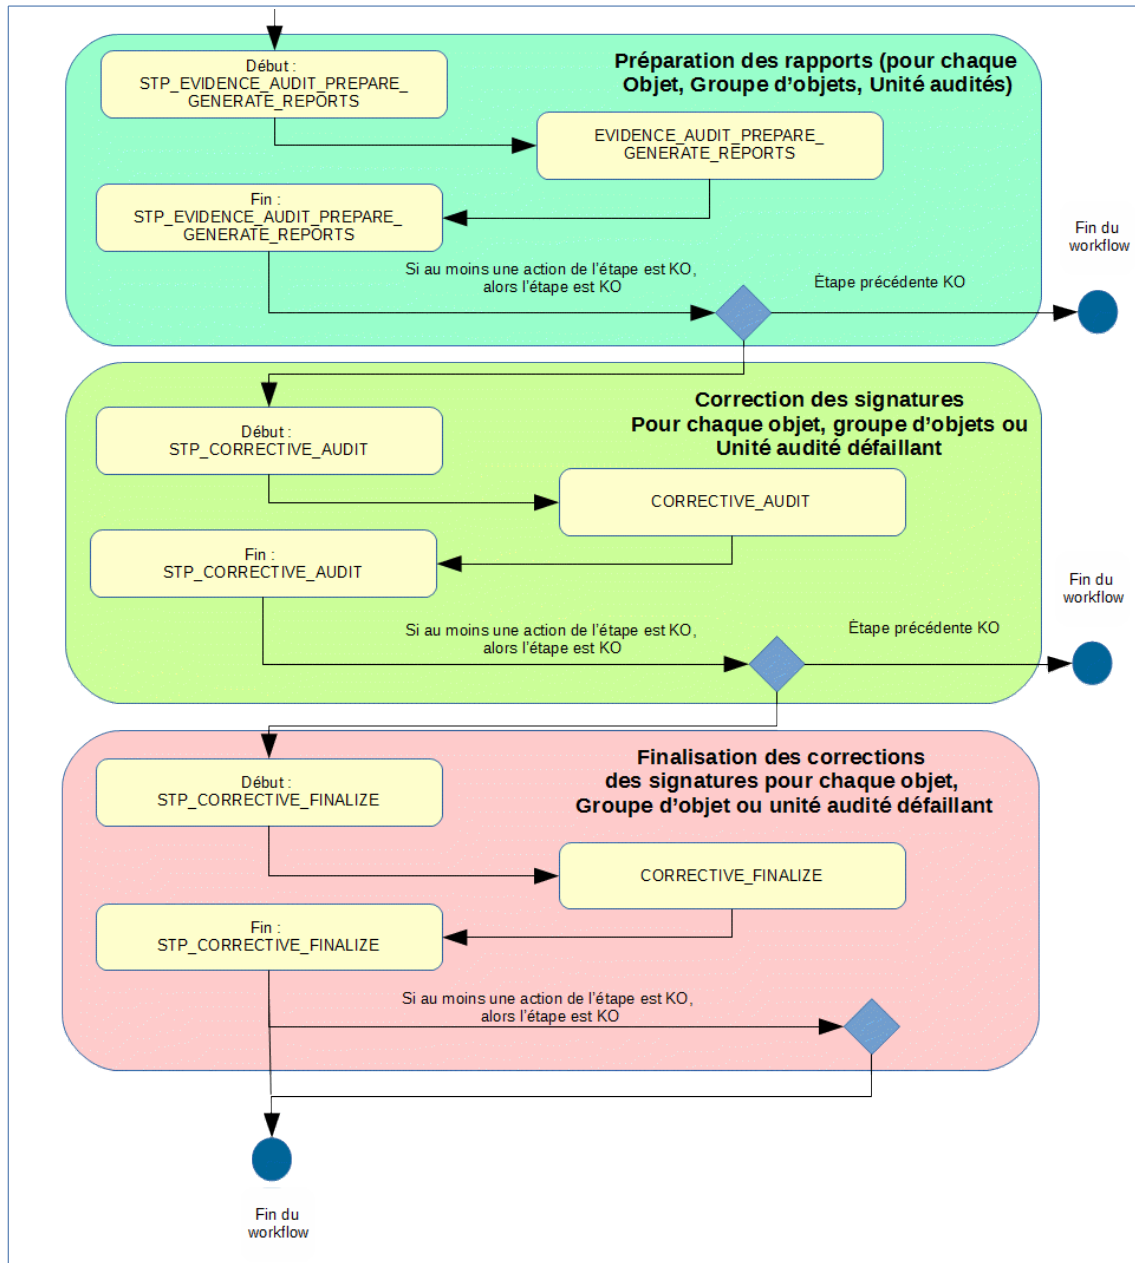 Préparation des rapports (pour chaque
Objet, Groupe d'objets, Unité audités)
Début :
STP_EVIDENCE_AUDIT_PREPARE_
GENERATE_REPORTS
EVIDENCE_AUDIT_PREPARE_
GENERATE_REPORTS
Fin :
STP_EVIDENCE_AUDIT_PREPARE_
GENERATE_REPORTS
Si au moins une action de l'étape est KO,
alors l'étape est KO
Étape précédente KO
Fin du
workflow
Correction des signatures
Pour chaque objet, groupe d'objets ou
Unité audité défaillant
Début :
STP_CORRECTIVE_AUDIT
CORRECTIVE_AUDIT
Fin :
STP_CORRECTIVE_AUDIT
Si au moins une action de l'étape est KO,
alors l'étape est KO
Étape précédente KO
Fin du
workflow
Finalisation des corrections
des signatures pour chaque objet,
Groupe d'objet ou unité audité défaillant
Début :
STP_CORRECTIVE_FINALIZE
CORRECTIVE_FINALIZE
Fin :
STP_CORRECTIVE_FINALIZE
Si au moins une action de l'étape est KO,
alors l'étape est KO
Fin du
workflow